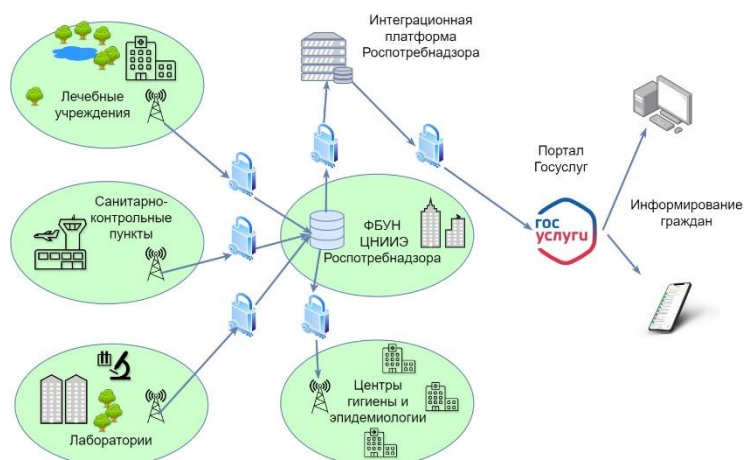 Интеграционная
платформа
Роспотребнадзора
Лечебные
учреждения
Портал
Госуслуг
Санитарно-
контрольные
пункты
ФБУН
ЦНИИЭ
Роспотребнадзора
гос
услуги
Информирование
граждан
Лаборатории
Центры
гигиены и
эпидемиологии